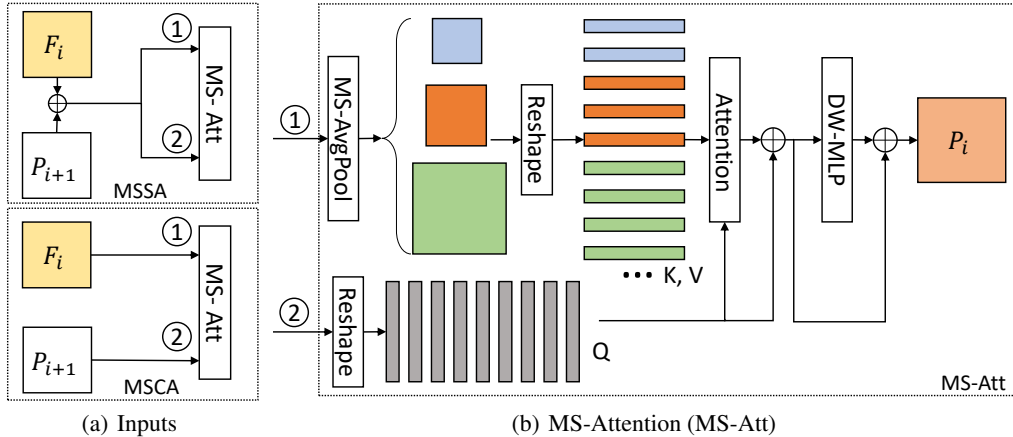 F_i
①
②
MS- Att
P_{i+1}
MSSA
F_i
①
②
MS- Att
P_{i+1}
MSCA
(a) Inputs
①
MS-AvgPool
Reshape
Attention
DW-MLP
P_i
••• K, V
②
Reshape
Q
MS-Att
(b) MS-Attention (MS-Att)